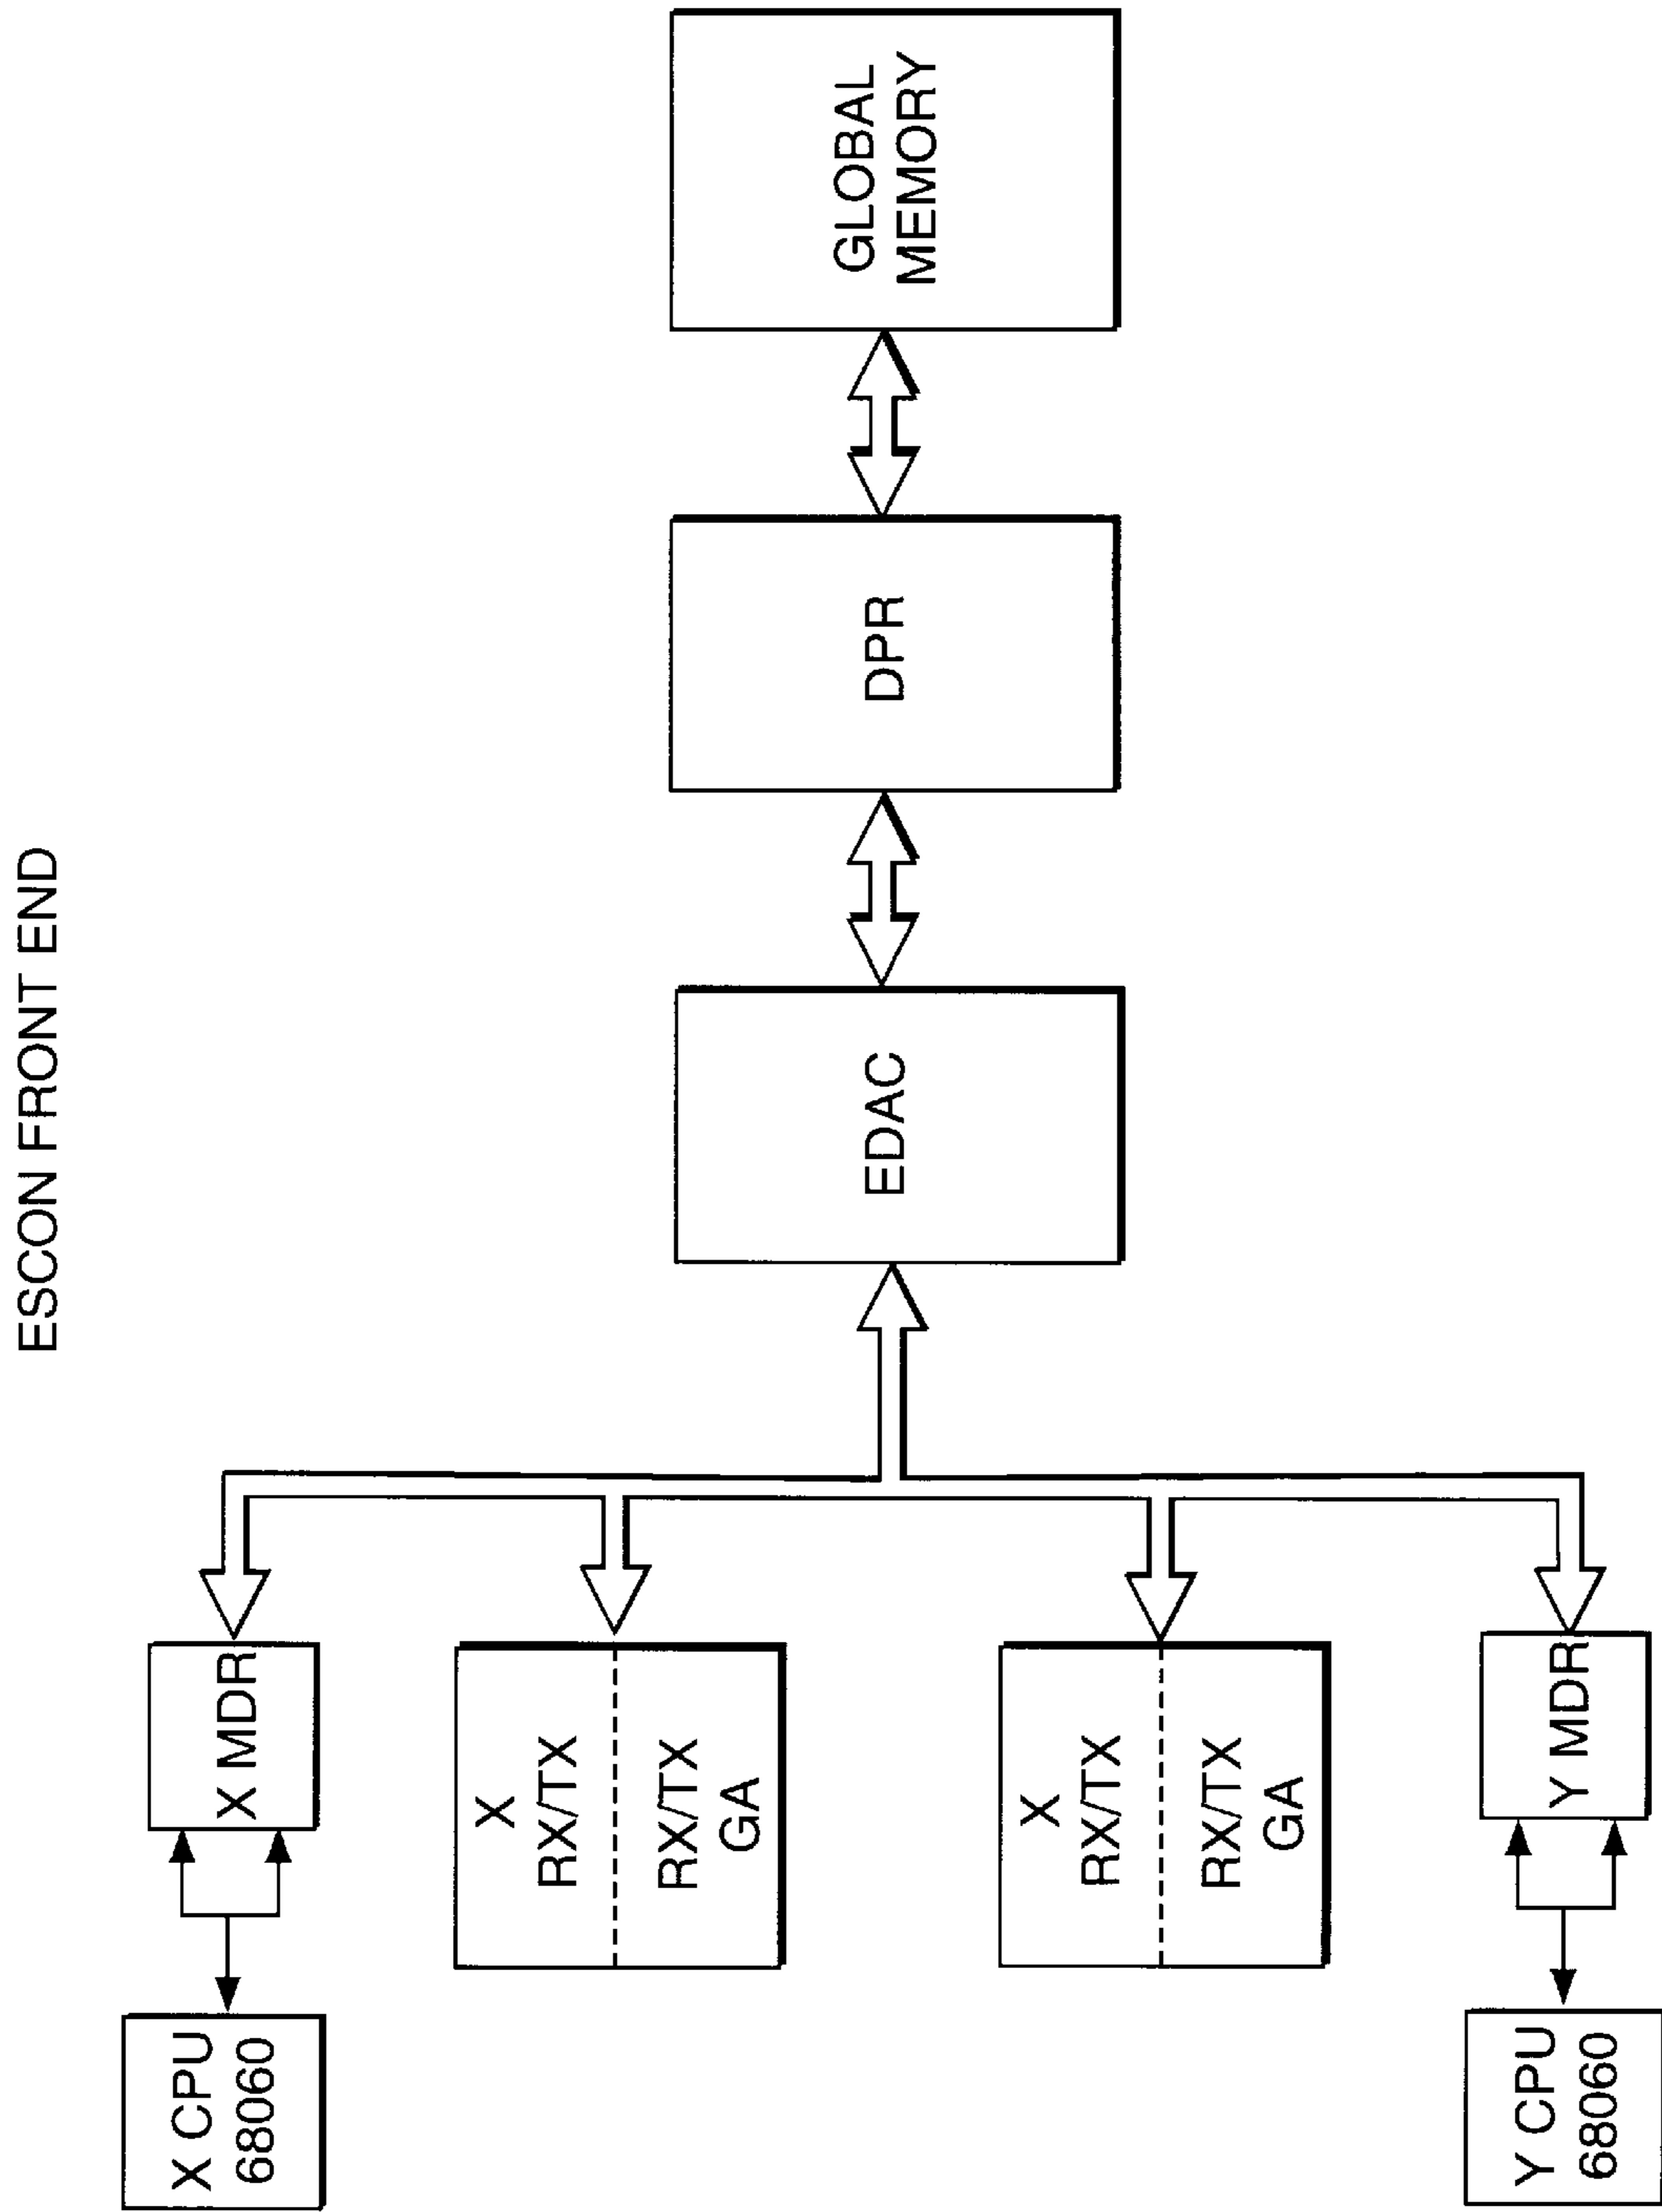 ESCON FRONT END
X CPU
68060
X MDR
X
RX/TX
RX/TX
GA
X
RX/TX
RX/TX
GA
Y CPU
68060
Y MDR
EDAC
DPR
GLOBAL
MEMORY